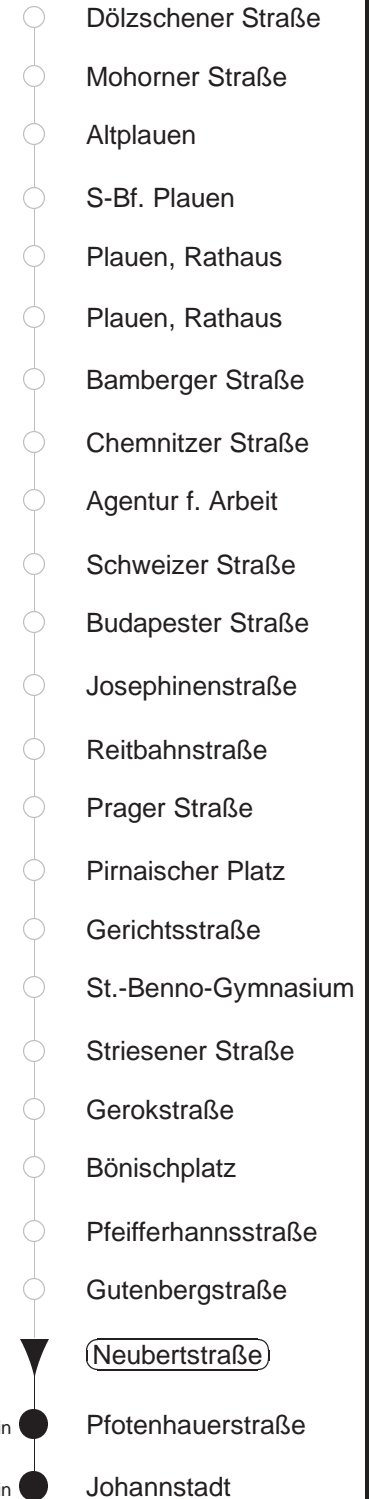 Dölzschener Straße
Mohorner Straße
Altplauen
S-Bf. Plauen
Plauen, Rathaus
Plauen, Rathaus
Bamberger Straße
Chemnitzer Straße
Agentur f. Arbeit
Schweizer Straße
Budapester Straße
Josephinenstraße
Reitbahnstraße
Prager Straße
Pirnaischer Platz
Gerichtsstraße
St.-Benno-Gymnasium
Striesener Straße
Gerokstraße
Bönischplatz
Pfeifferhannsstraße
Gutenbergstraße
Neubertstraße
Pfotenhauerstraße
Johannstadt